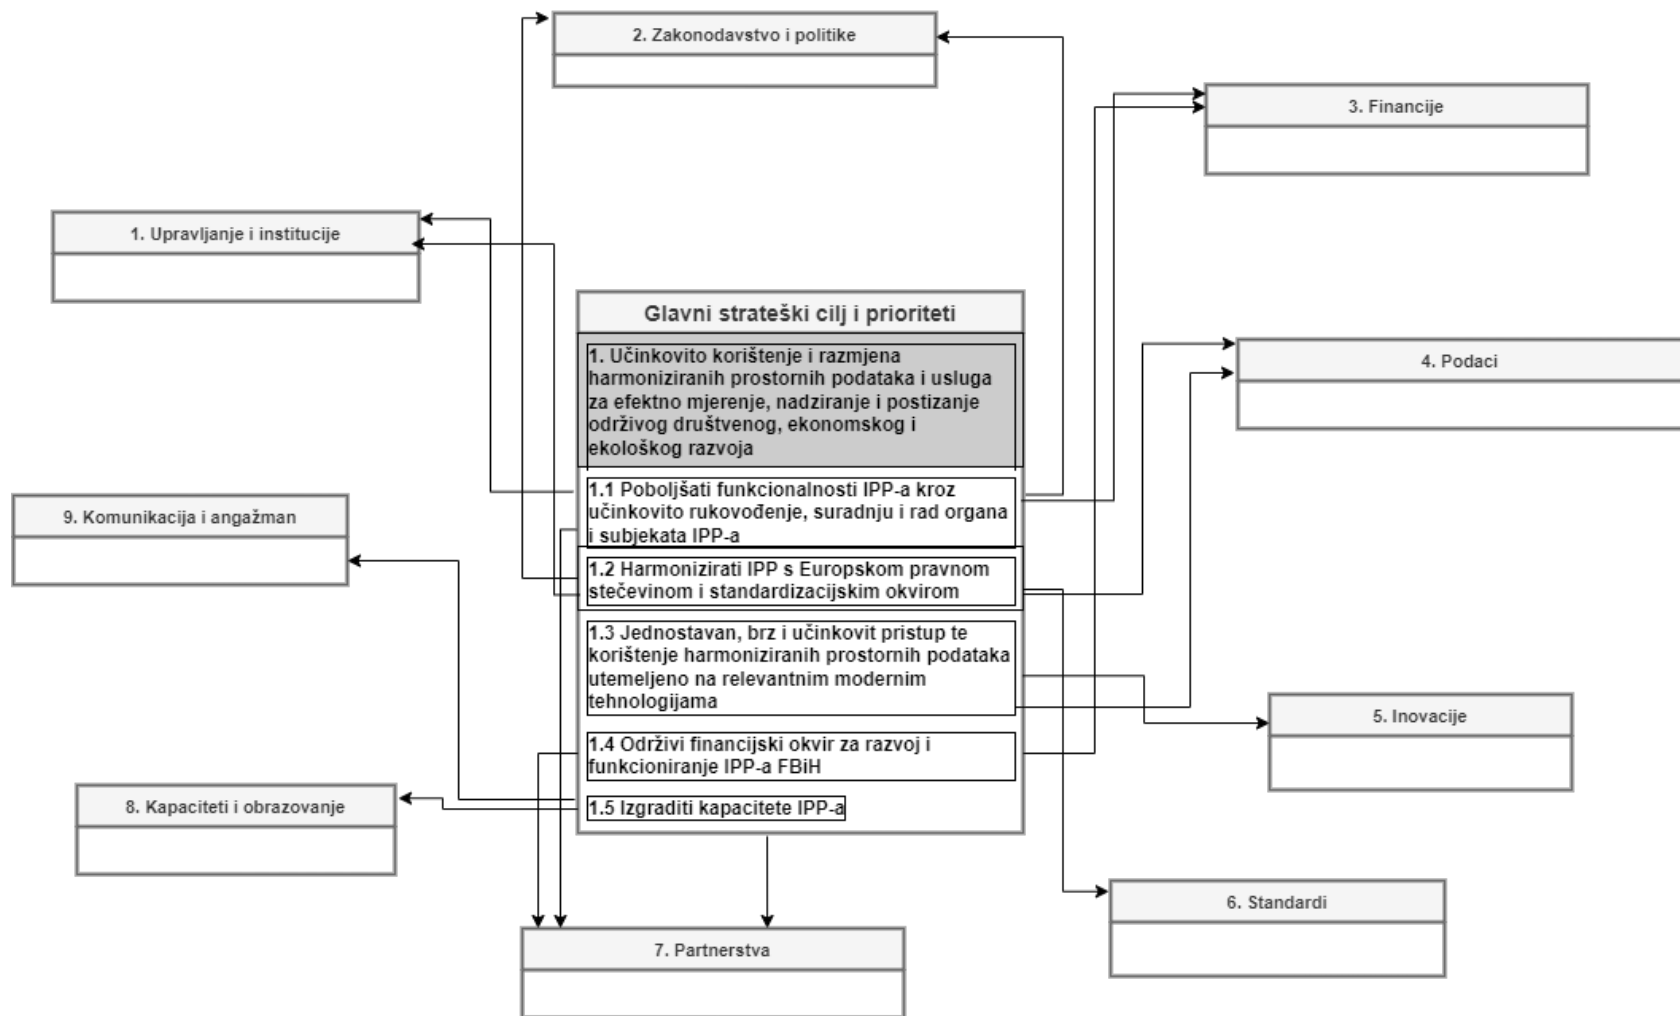 2. Zakonodavstvo i politike
3. Financije
1. Upravljanje i institucije
Glavni strateški cilj i prioriteti
1. Učinkovito korištenje i razmjena
harmoniziranih prostornih podataka i usluga
za efektno mjerenje, nadziranje i postizanje
održivog društvenog, ekonomskog i
ekološkog razvoja
4. Podaci
1.1 Poboljšati funkcionalnosti IPP-a kroz
učinkovito rukovođenje, suradnju i rad organa
i subjekata IPP-a
9. Komunikacija i angažman
1.2 Harmonizirati IPP s Europskom pravnom
stečevinom i standardizacijskim okvirom
1.3 Jednostavan, brz i učinkovit pristup te
korištenje harmoniziranih prostornih podataka
utemeljeno na relevantnim modernim
tehnologijama
5. Inovacije
1.4 Održivi financijski okvir za razvoj i
funkcioniranje IPP-a FBiH
8. Kapaciteti i obrazovanje
1.5 Izgraditi kapacitete IPP-a
6. Standardi
7. Partnerstva